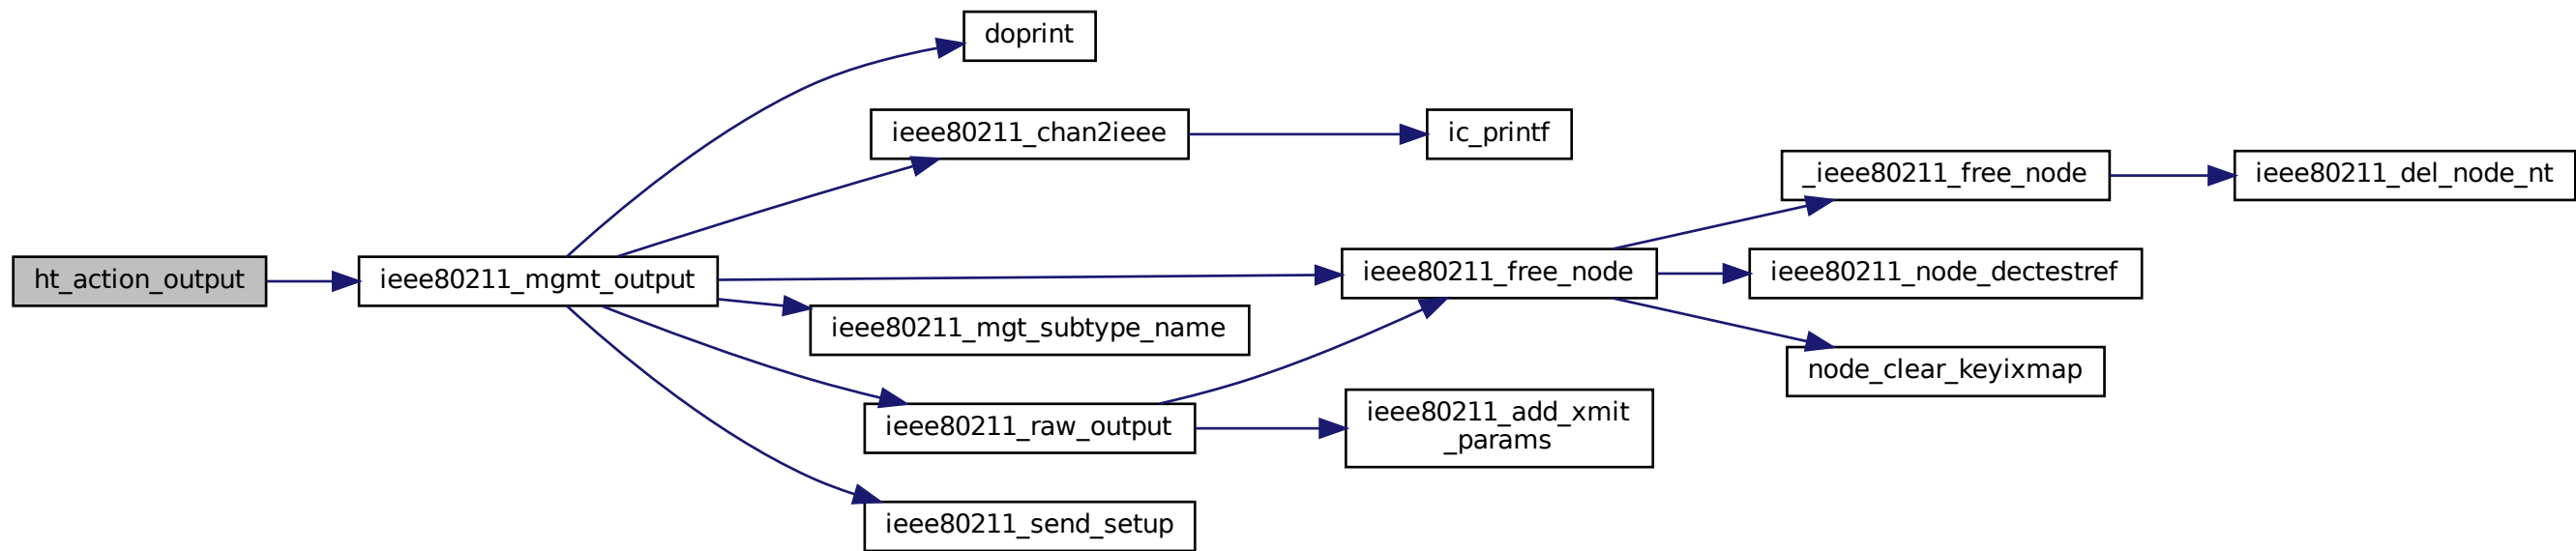 doprint
ieee80211_chan2ieee
ic_printf
_ieee80211_free_node
ieee80211_del_node_nt
ht_action_output
ieee80211_mgmt_output
ieee80211_free_node
ieee80211_node_dectestref
ieee80211_mgt_subtype_name
node_clear_keyixmap
ieee80211_raw_output
ieee80211_add_xmit
_params
ieee80211_send_setup